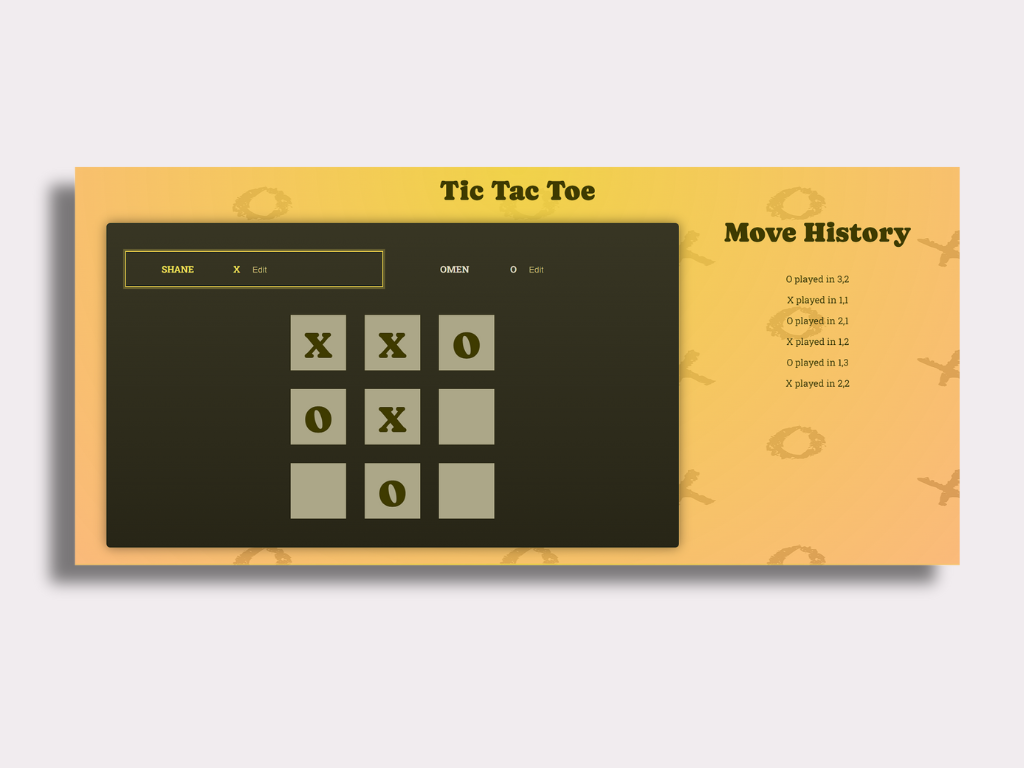 Tic Tac Toe
SHANE X Edit OMEN O Edit
X X O
O X
O
Move History
O played in 3,2
X played in 1,1
O played in 2,1
X played in 1,2
O played in 1,3
X played in 2,2